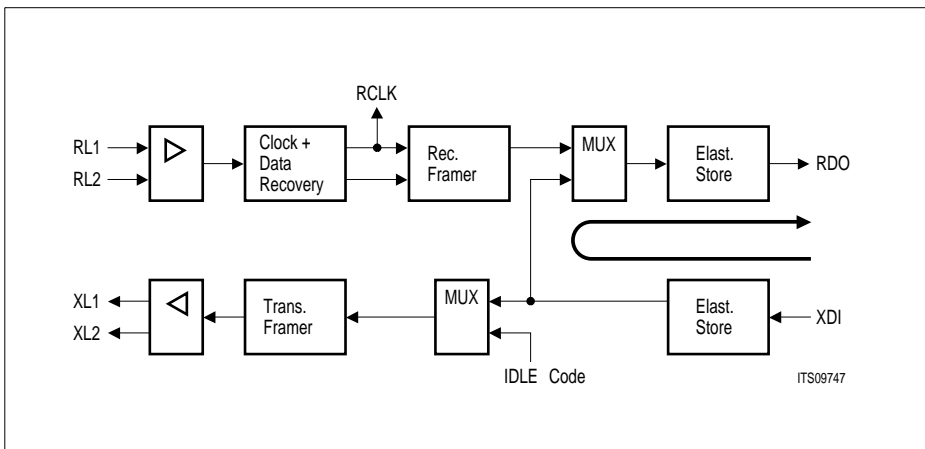 RCLK
RL1
RL2
Clock +
Data
Recovery
Rec.
Framer
MUX
Elast.
Store
RDO
XL1
XL2
Trans.
Framer
MUX
IDLE Code
Elast.
Store
XDI
ITS09747